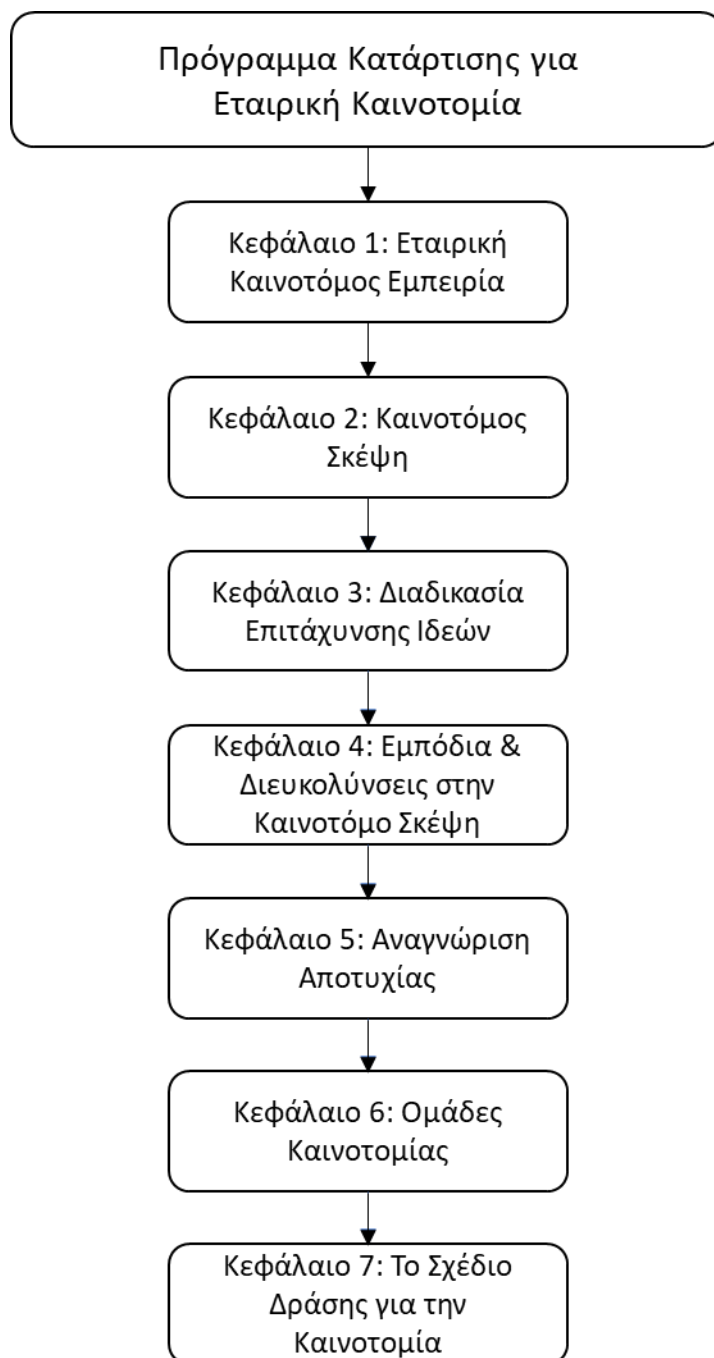 Πρόγραμμα Κατάρτισης για
Εταιρική Καινοτομία
Κεφάλαιο 1: Εταιρική
Καινοτόμος Εμπειρία
Κεφάλαιο 2: Καινοτόμος
Σκέψη
Κεφάλαιο 3: Διαδικασία
Επιτάχυνσης Ιδεών
Κεφάλαιο 4: Εμπόδια &
Διευκολύνσεις στην
Καινοτόμο Σκέψη
Κεφάλαιο 5: Αναγνώριση
Αποτυχίας
Κεφάλαιο 6: Ομάδες
Καινοτομίας
Κεφάλαιο 7: Το Σχέδιο
Δράσης για την
Καινοτομία